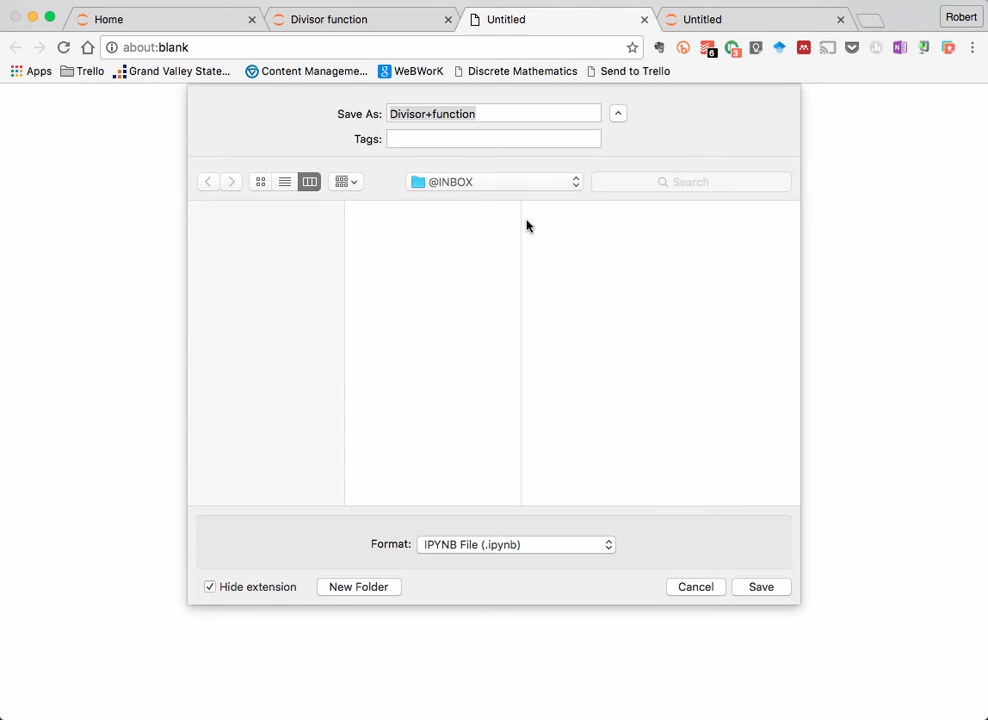 Home
Divisor function
Untitled
Untitled
Robert
about:blank
6
3
Apps
Trello
Grand Valley State...
Content Manageme...
WeBWorK
Discrete Mathematics
Send to Trello
Save As: Divisor+function
Tags:
@INBOX
Search
Format: IPYNB File (.ipynb)
Hide extension
New Folder
Cancel
Save